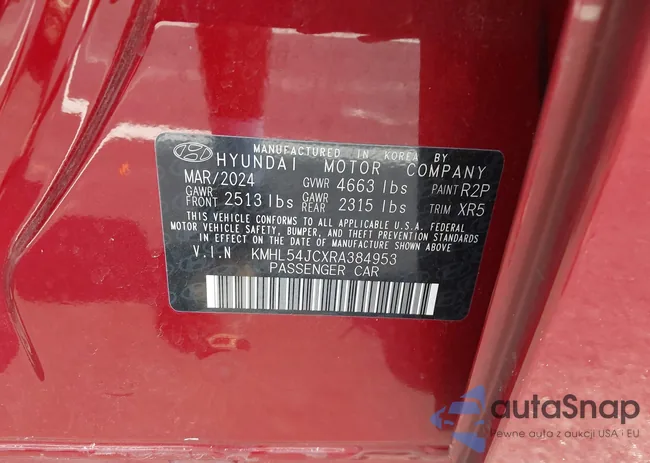 MANUFACTURED IN KOREA BY
HYUNDAI MOTOR COMPANY
MAR/2024 GVWR 4663 lbs PAINT R2P
GAWR FRONT 2513 lbs GAWR REAR 2315 lbs TRIM XR5
THIS VEHICLE CONFORMS TO ALL APPLICABLE U.S.A. FEDERAL
MOTOR VEHICLE SAFETY, BUMPER, AND THEFT PREVENTION STANDARDS
IN EFFECT ON THE DATE OF MANUFACTURE SHOWN ABOVE
V.I.N KMHL54JCXRA384953
PASSENGER CAR
autaSnap
Pewne auta z aukcji USA i EU